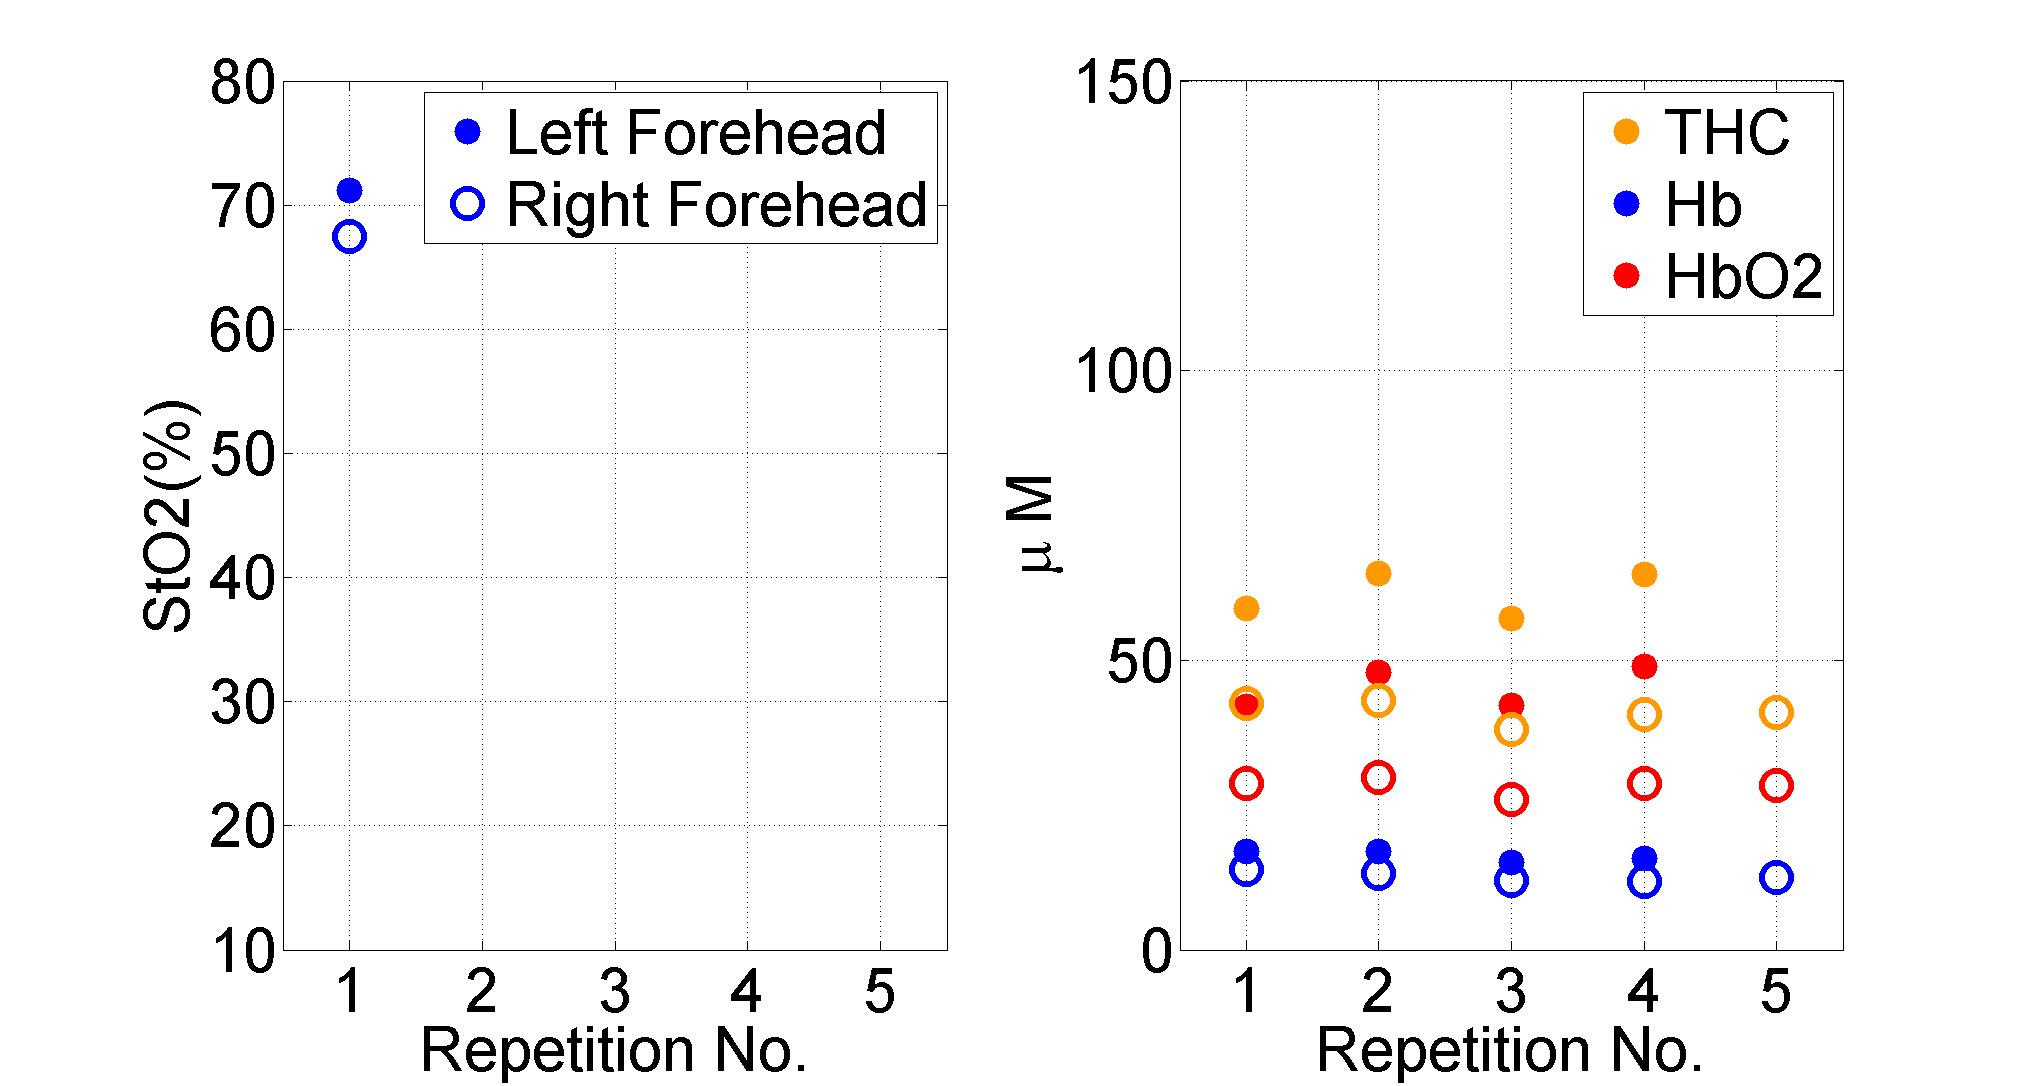 80
70
60
50
40
30
20
10
StO2(%)
Left Forehead
Right Forehead
1 2 3 4 5
Repetition No.
150
100
50
0
μ M
THC
Hb
HbO2
1 2 3 4 5
Repetition No.